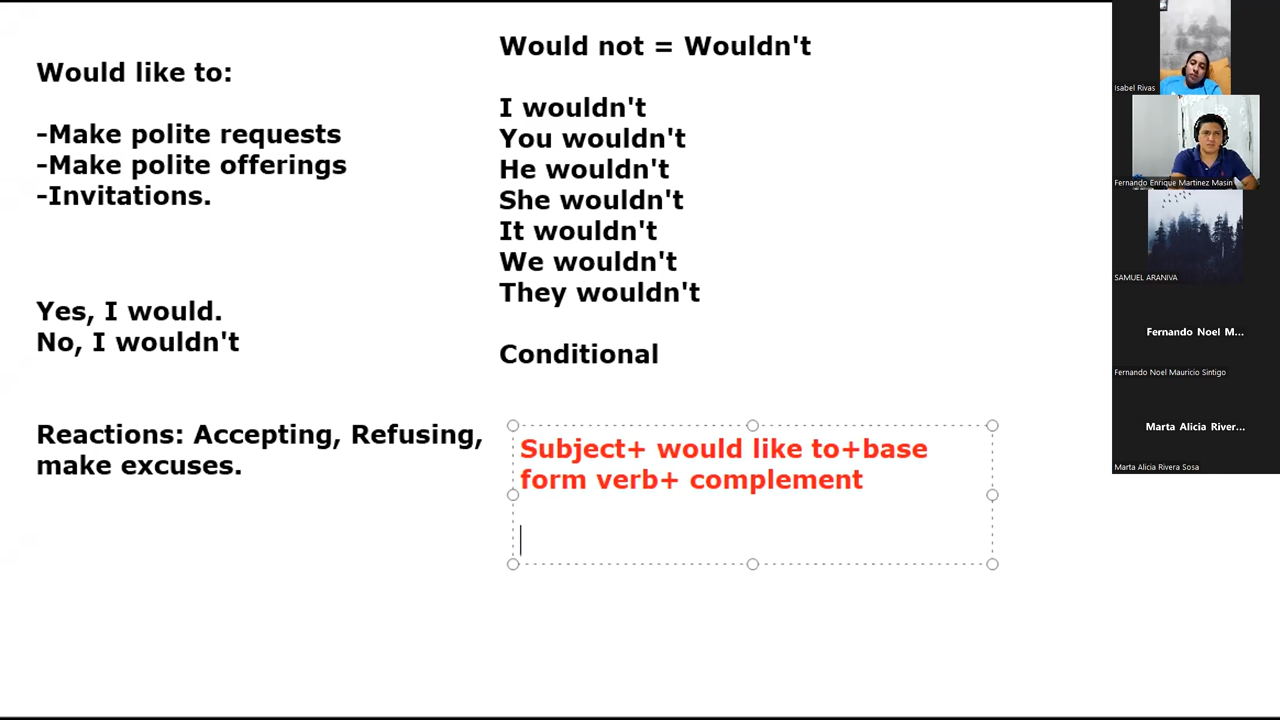 Would like to:
-Make polite requests
-Make polite offerings
-Invitations.
Yes, I would.
No, I wouldn't
Reactions: Accepting, Refusing,
make excuses.
Would not = Wouldn't
I wouldn't
You wouldn't
He wouldn't
She wouldn't
It wouldn't
We wouldn't
They wouldn't
Conditional
Subject+ would like to+base
form verb+ complement
Isabel Rivas
Fernando Enrique Martinez Masin
SAMUEL ARANIVA
Fernando Noel M...
Fernando Noel Mauricio Sintigo
Marta Alicia River...
Marta Alicia Rivera Sosa